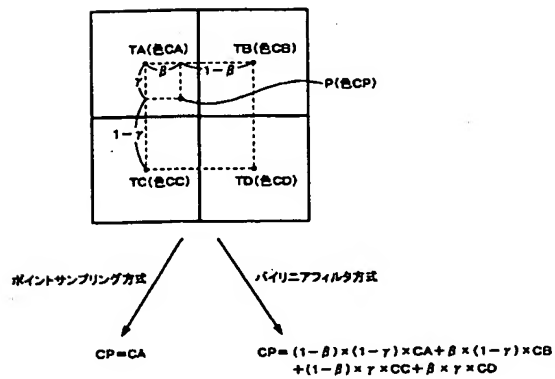 TA(色CA) TB(色CB)
β 1-β
γ
P(色CP)
1-γ
TC(色CC) TD(色CD)
ポイントサンプリング方式 バイリニアフィルタ方式
CP=CA CP=(1-β)×(1-γ)×CA+β×(1-γ)×CB
+(1-β)×γ×CC+β×γ×CD